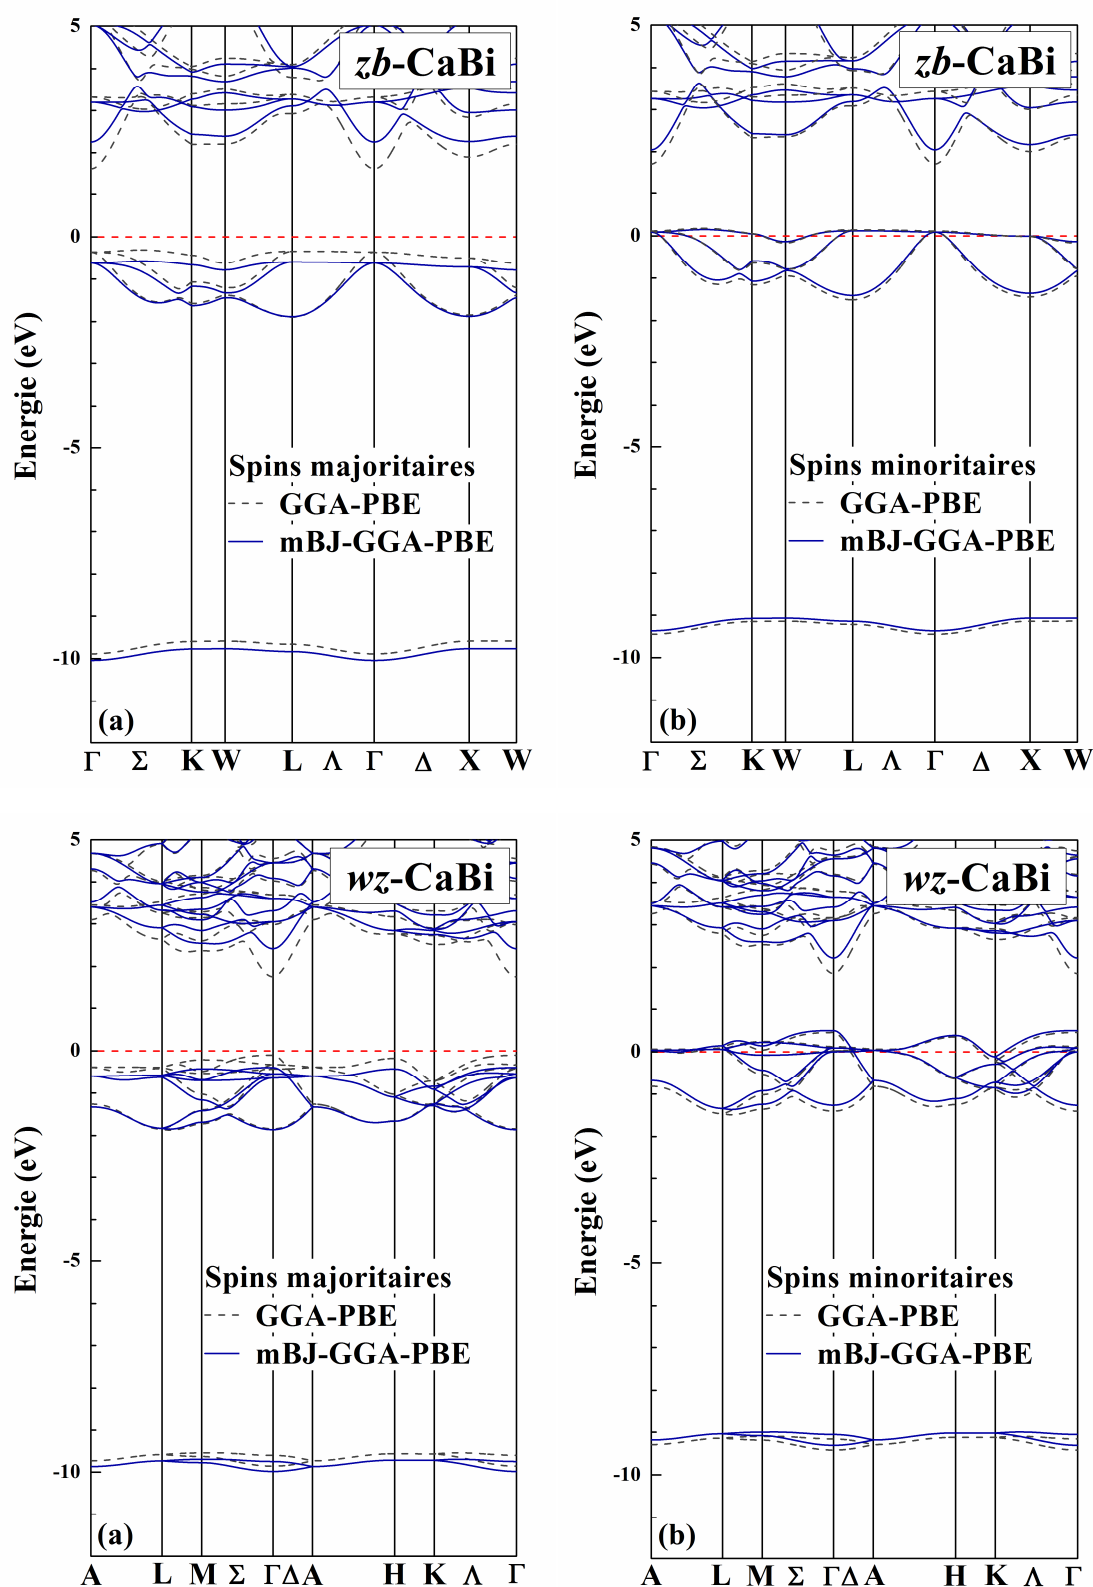 5
zb-CaBi
0
Energie (eV)
-5
Spins majoritaires
GGA-PBE
mBJ-GGA-PBE
-10
(a)
Γ Σ K W L Λ Γ Δ X W
5
zb-CaBi
0
Energie (eV)
-5
Spins minoritaires
GGA-PBE
mBJ-GGA-PBE
-10
(b)
Γ Σ K W L Λ Γ Δ X W
5
wz-CaBi
0
Energie (eV)
-5
Spins majoritaires
GGA-PBE
mBJ-GGA-PBE
-10
(a)
A L M Σ Γ Δ A H K Λ Γ
5
wz-CaBi
0
Energie (eV)
-5
Spins minoritaires
GGA-PBE
mBJ-GGA-PBE
-10
(b)
A L M Σ Γ Δ A H K Λ Γ